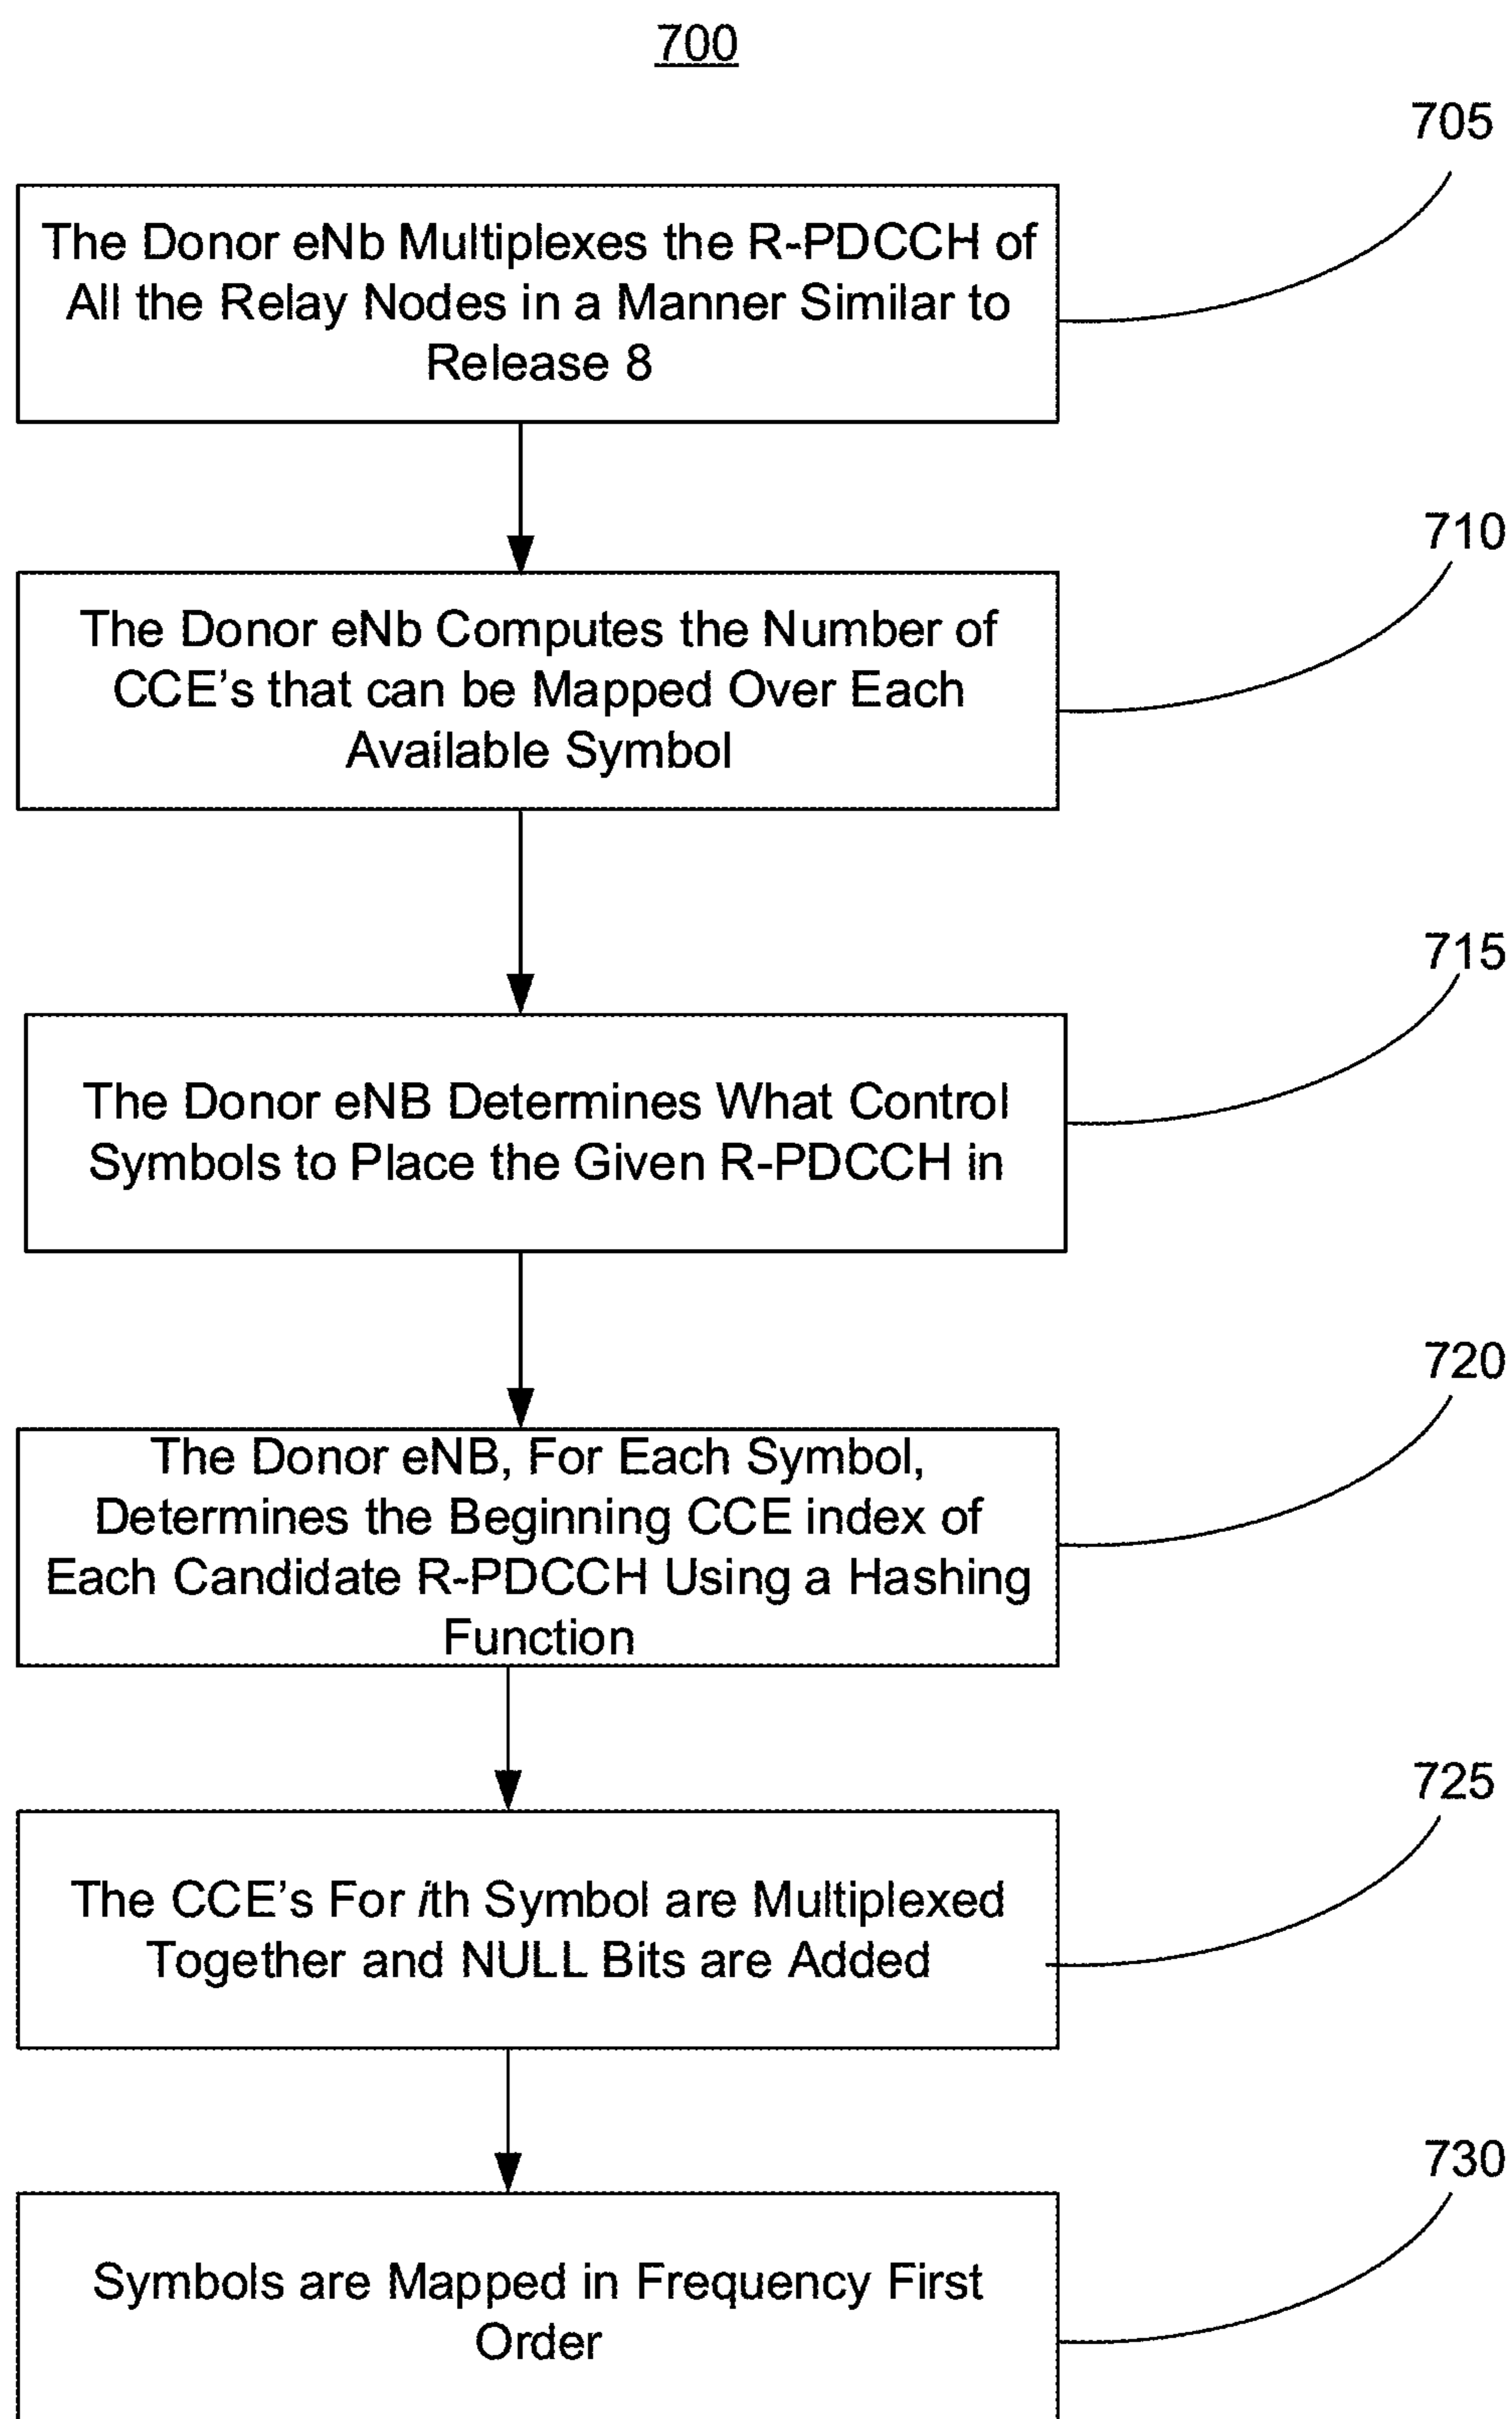 700
705
The Donor eNb Multiplexes the R-PDCCH of
All the Relay Nodes in a Manner Similar to
Release 8
710
The Donor eNb Computes the Number of
CCE's that can be Mapped Over Each
Available Symbol
715
The Donor eNB Determines What Control
Symbols to Place the Given R-PDCCH in
720
The Donor eNB, For Each Symbol,
Determines the Beginning CCE index of
Each Candidate R-PDCCH Using a Hashing
Function
725
The CCE's For ith Symbol are Multiplexed
Together and NULL Bits are Added
730
Symbols are Mapped in Frequency First
Order